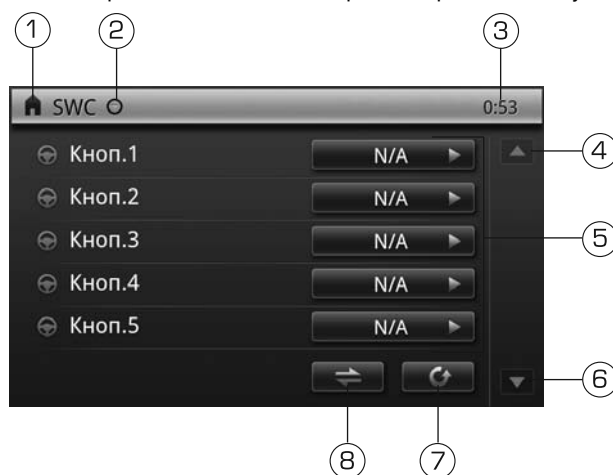 1 2 3
SWC 0:53
Кноп.1 N/A
4
Кноп.2 N/A
Кноп.3 N/A
5
Кноп.4 N/A
Кноп.5 N/A
6
8 7